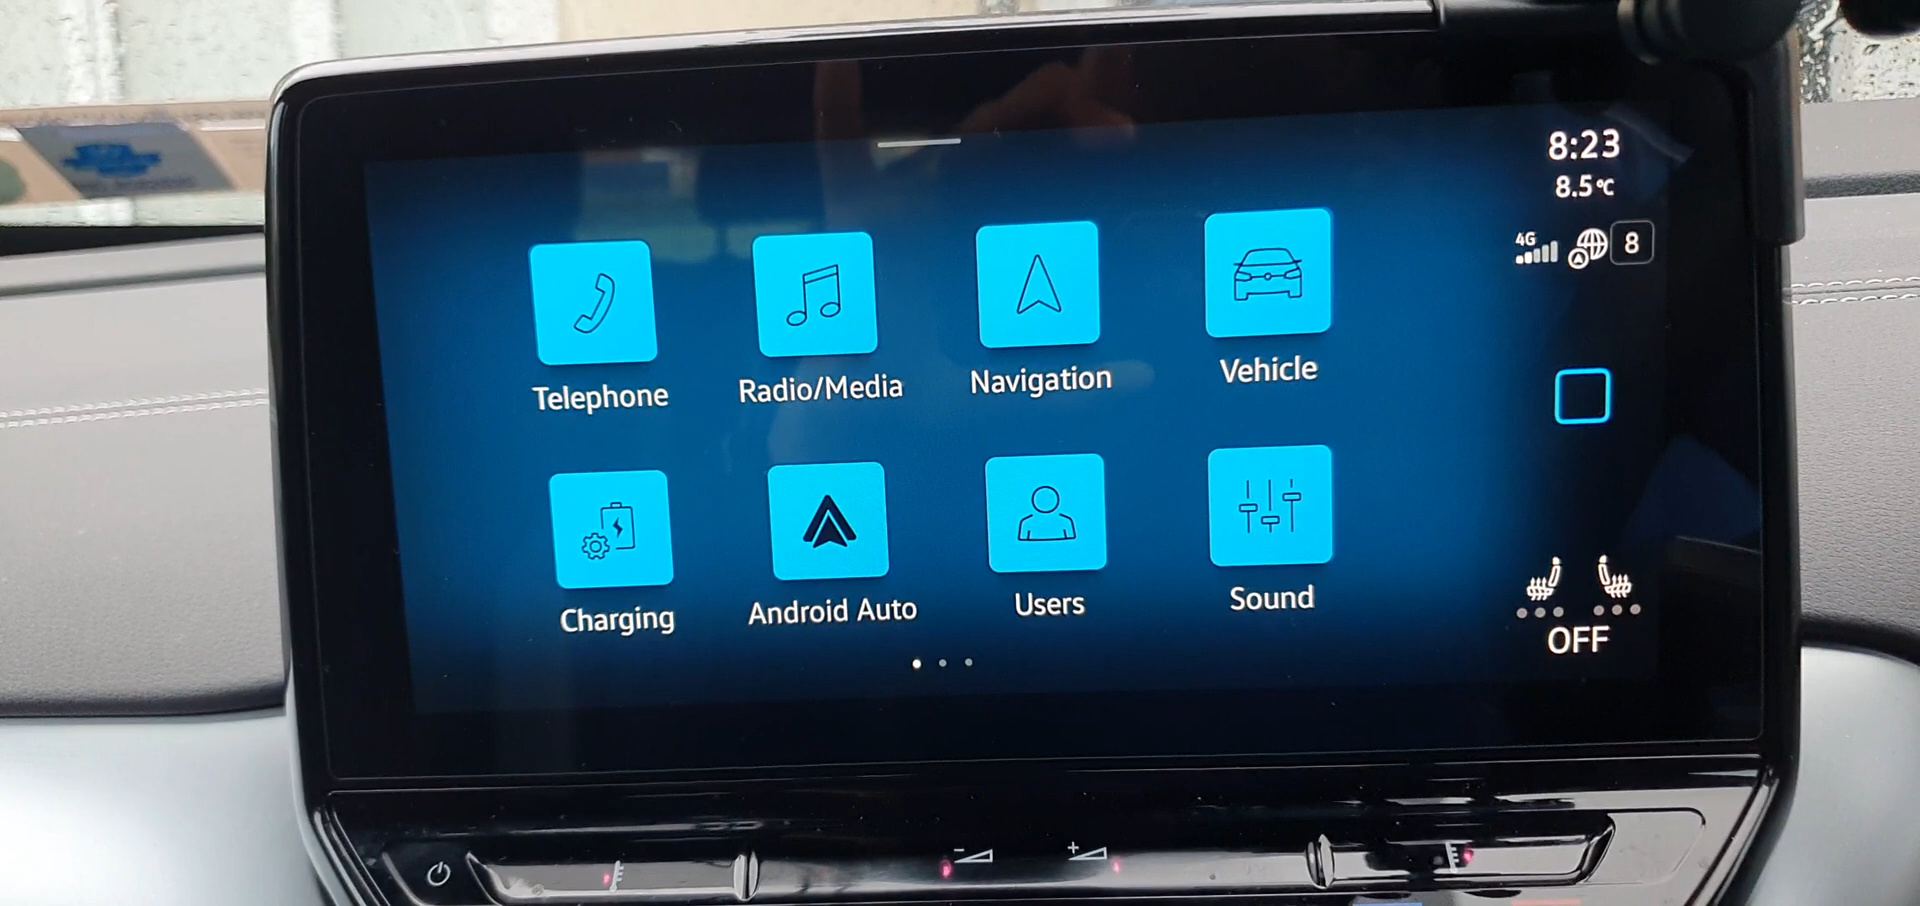 8:23
8.5°C
4G
8
Telephone
Radio/Media
Navigation
Vehicle
Charging
Android Auto
Users
Sound
OFF